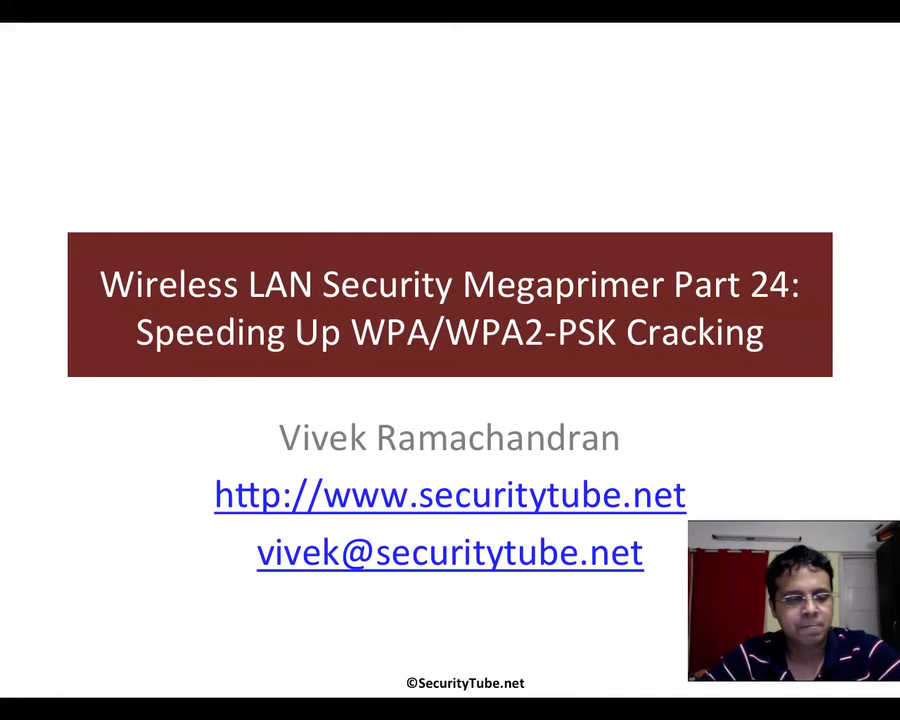 Wireless LAN Security Megaprimer Part 24:
Speeding Up WPA/WPA2-PSK Cracking
Vivek Ramachandran
http://www.securitytube.net
vivek@securitytube.net
©SecurityTube.net